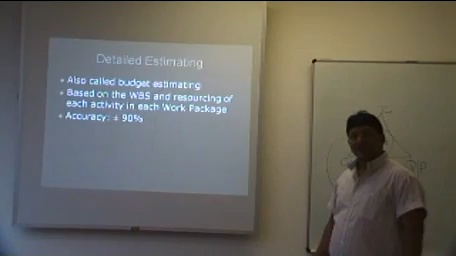 Detailed Estimating
Also called budget estimating
Based on the WBS and resourcing of
each activity in each Work Package
Accuracy: ± 90%